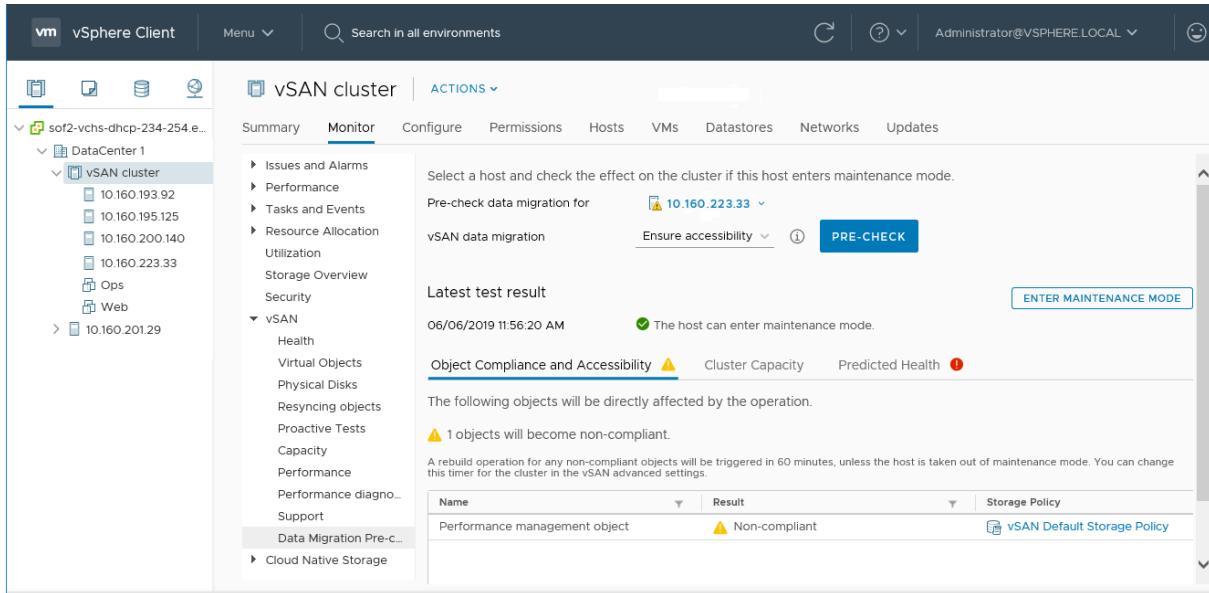 vm vSphere Client Menu Search in all environments Administrator@VSPHERE.LOCAL
vSAN cluster ACTIONS
Summary Monitor Configure Permissions Hosts VMs Datastores Networks Updates
sof2-vchs-dhcp-234-254.e...
DataCenter 1
vSAN cluster
10.160.193.92
10.160.195.125
10.160.200.140
10.160.223.33
Ops
Web
10.160.201.29
Issues and Alarms
Performance
Tasks and Events
Resource Allocation
Utilization
Storage Overview
Security
vSAN
Health
Virtual Objects
Physical Disks
Resyncing objects
Proactive Tests
Capacity
Performance
Performance diagno...
Support
Data Migration Pre-c...
Cloud Native Storage
Select a host and check the effect on the cluster if this host enters maintenance mode.
Pre-check data migration for 10.160.223.33
vSAN data migration Ensure accessibility PRE-CHECK
Latest test result
ENTER MAINTENANCE MODE
06/06/2019 11:56:20 AM The host can enter maintenance mode.
Object Compliance and Accessibility Cluster Capacity Predicted Health
The following objects will be directly affected by the operation.
1 objects will become non-compliant.
A rebuild operation for any non-compliant objects will be triggered in 60 minutes, unless the host is taken out of maintenance mode. You can change
this timer for the cluster in the vSAN advanced settings.
Name Result Storage Policy
Performance management object Non-compliant vSAN Default Storage Policy